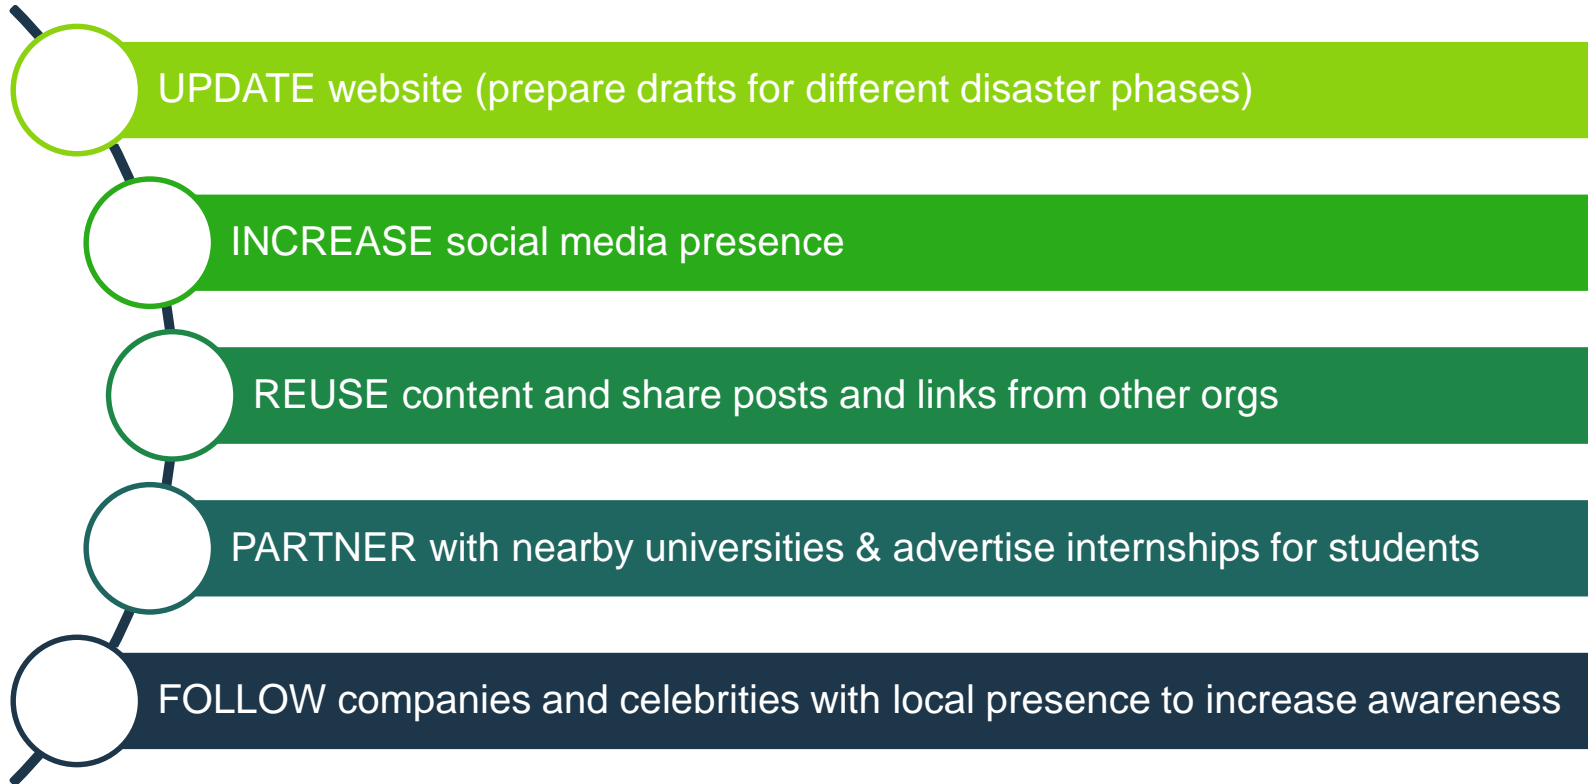 UPDATE website (prepare drafts for different disaster phases)
INCREASE social media presence
REUSE content and share posts and links from other orgs
PARTNER with nearby universities & advertise internships for students
FOLLOW companies and celebrities with local presence to increase awareness